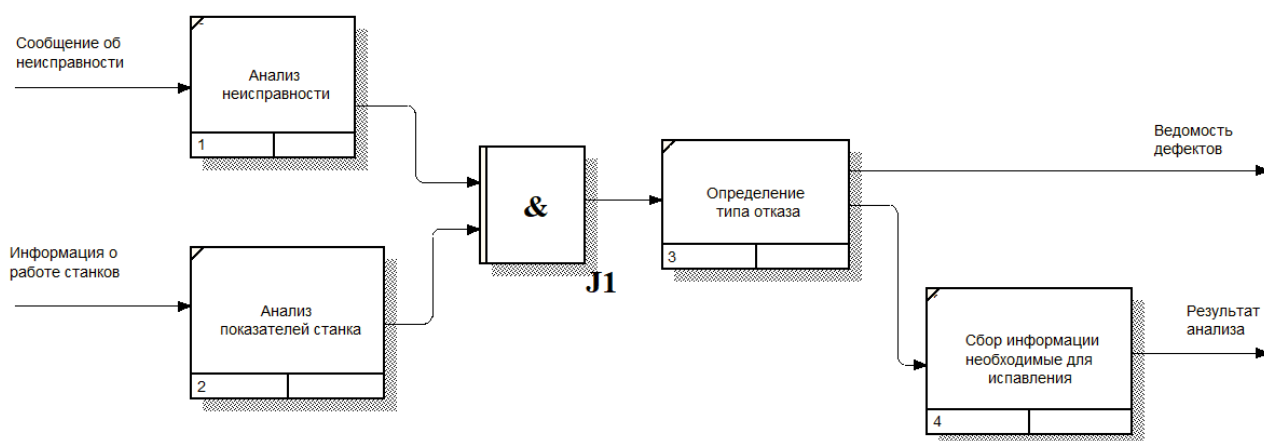 Сообщение об
неисправности
Анализ
неисправности
1
Информация о
работе станков
Анализ
показателей станка
2
&
J1
Определение
типа отказа
3
Ведомость
дефектов
Сбор информации
необходимые для
испавления
4
Результат
анализа